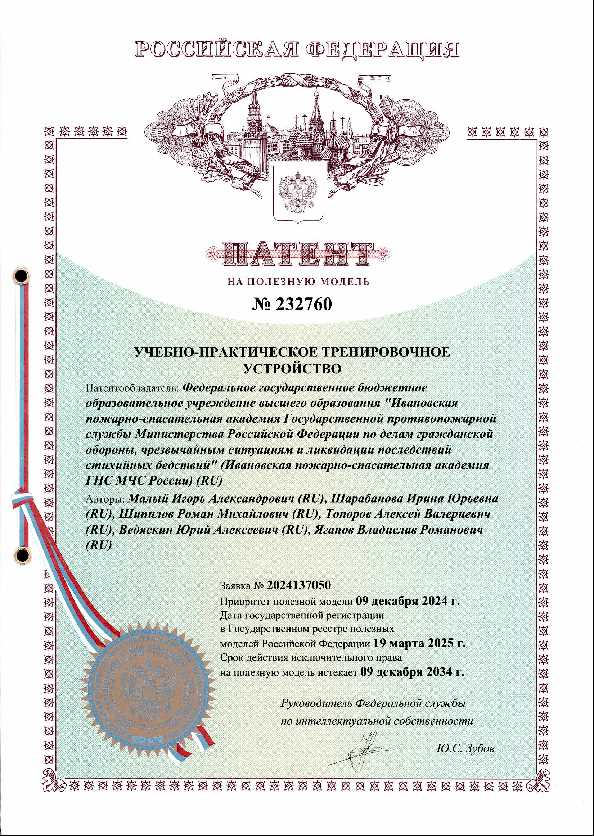 РОССИЙСКАЯ ФЕДЕРАЦИЯ
ПАТЕНТ
НА ПОЛЕЗНУЮ МОДЕЛЬ
№ 232760
УЧЕБНО-ПРАКТИЧЕСКОЕ ТРЕНИРОВОЧНОЕ
УСТРОЙСТВО
Патентообладатель: Федеральное государственное бюджетное
образовательное учреждение высшего образования "Ивановская
пожарно-спасательная академия Государственной противопожарной
службы Министерства Российской Федерации по делам гражданской
обороны, чрезвычайным ситуациям и ликвидации последствий
стихийных бедствий" (Ивановская пожарно-спасательная академия
ГПС МЧС России) (RU)
Авторы: Малый Игорь Александрович (RU), Шарабанова Ирина Юрьевна
(RU), Шипилов Роман Михайлович (RU), Топоров Алексей Валериевич
(RU), Ведяскин Юрий Алексеевич (RU), Ягапов Владислав Романович
(RU)
Заявка № 2024137050
Приоритет полезной модели 09 декабря 2024 г.
Дата государственной регистрации
в Государственном реестре полезных
моделей Российской Федерации 19 марта 2025 г.
Срок действия исключительного права
на полезную модель истекает 09 декабря 2034 г.
Руководитель Федеральной службы
по интеллектуальной собственности
Ю.С. Зубов